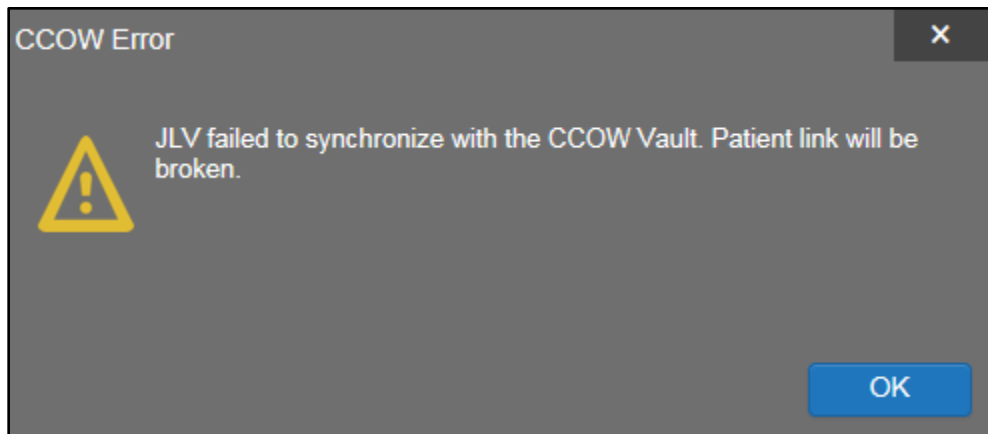 CCOW Error
JLV failed to synchronize with the CCOW Vault. Patient link will be
broken.
OK